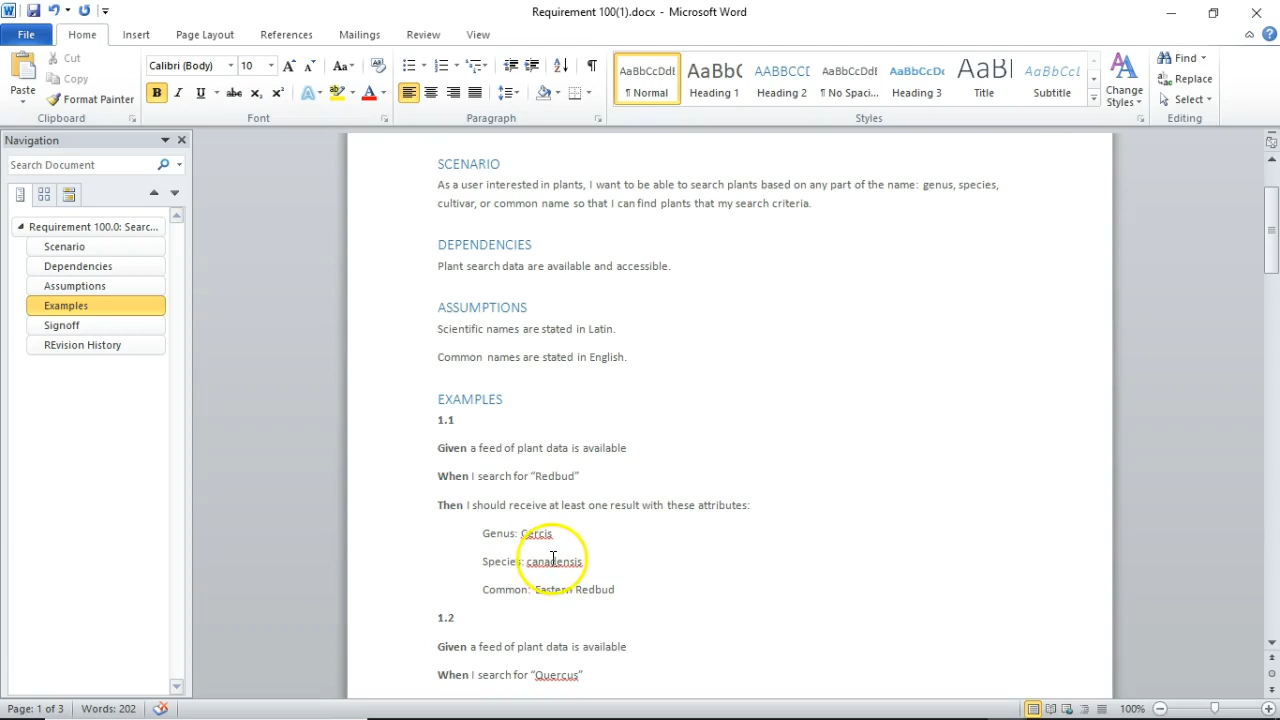 Requirement 100(1).docx - Microsoft Word
File Home Insert Page Layout References Mailings Review View
Paste
Cut
Copy
Format Painter
Clipboard
Calibri (Body) 10
Font
Paragraph
AaBbCcDdI AaBbC AABBCCI AaBbCcDdI AaBbCcDc AaBl AaBbCcL
¶ Normal Heading 1 Heading 2 ¶ No Spaci... Heading 3 Title Subtitle
Change
Styles
Styles
Find
Replace
Select
Editing
Navigation
Search Document
Requirement 100.0: Searc...
Scenario
Dependencies
Assumptions
Examples
Signoff
REvision History
SCENARIO
As a user interested in plants, I want to be able to search plants based on any part of the name: genus, species,
cultivar, or common name so that I can find plants that my search criteria.
DEPENDENCIES
Plant search data are available and accessible.
ASSUMPTIONS
Scientific names are stated in Latin.
Common names are stated in English.
EXAMPLES
1.1
Given a feed of plant data is available
When I search for “Redbud”
Then I should receive at least one result with these attributes:
Genus: Cercis
Species: canadensis
Common: Eastern Redbud
1.2
Given a feed of plant data is available
When I search for “Quercus”
Page: 1 of 3 Words: 202 100%